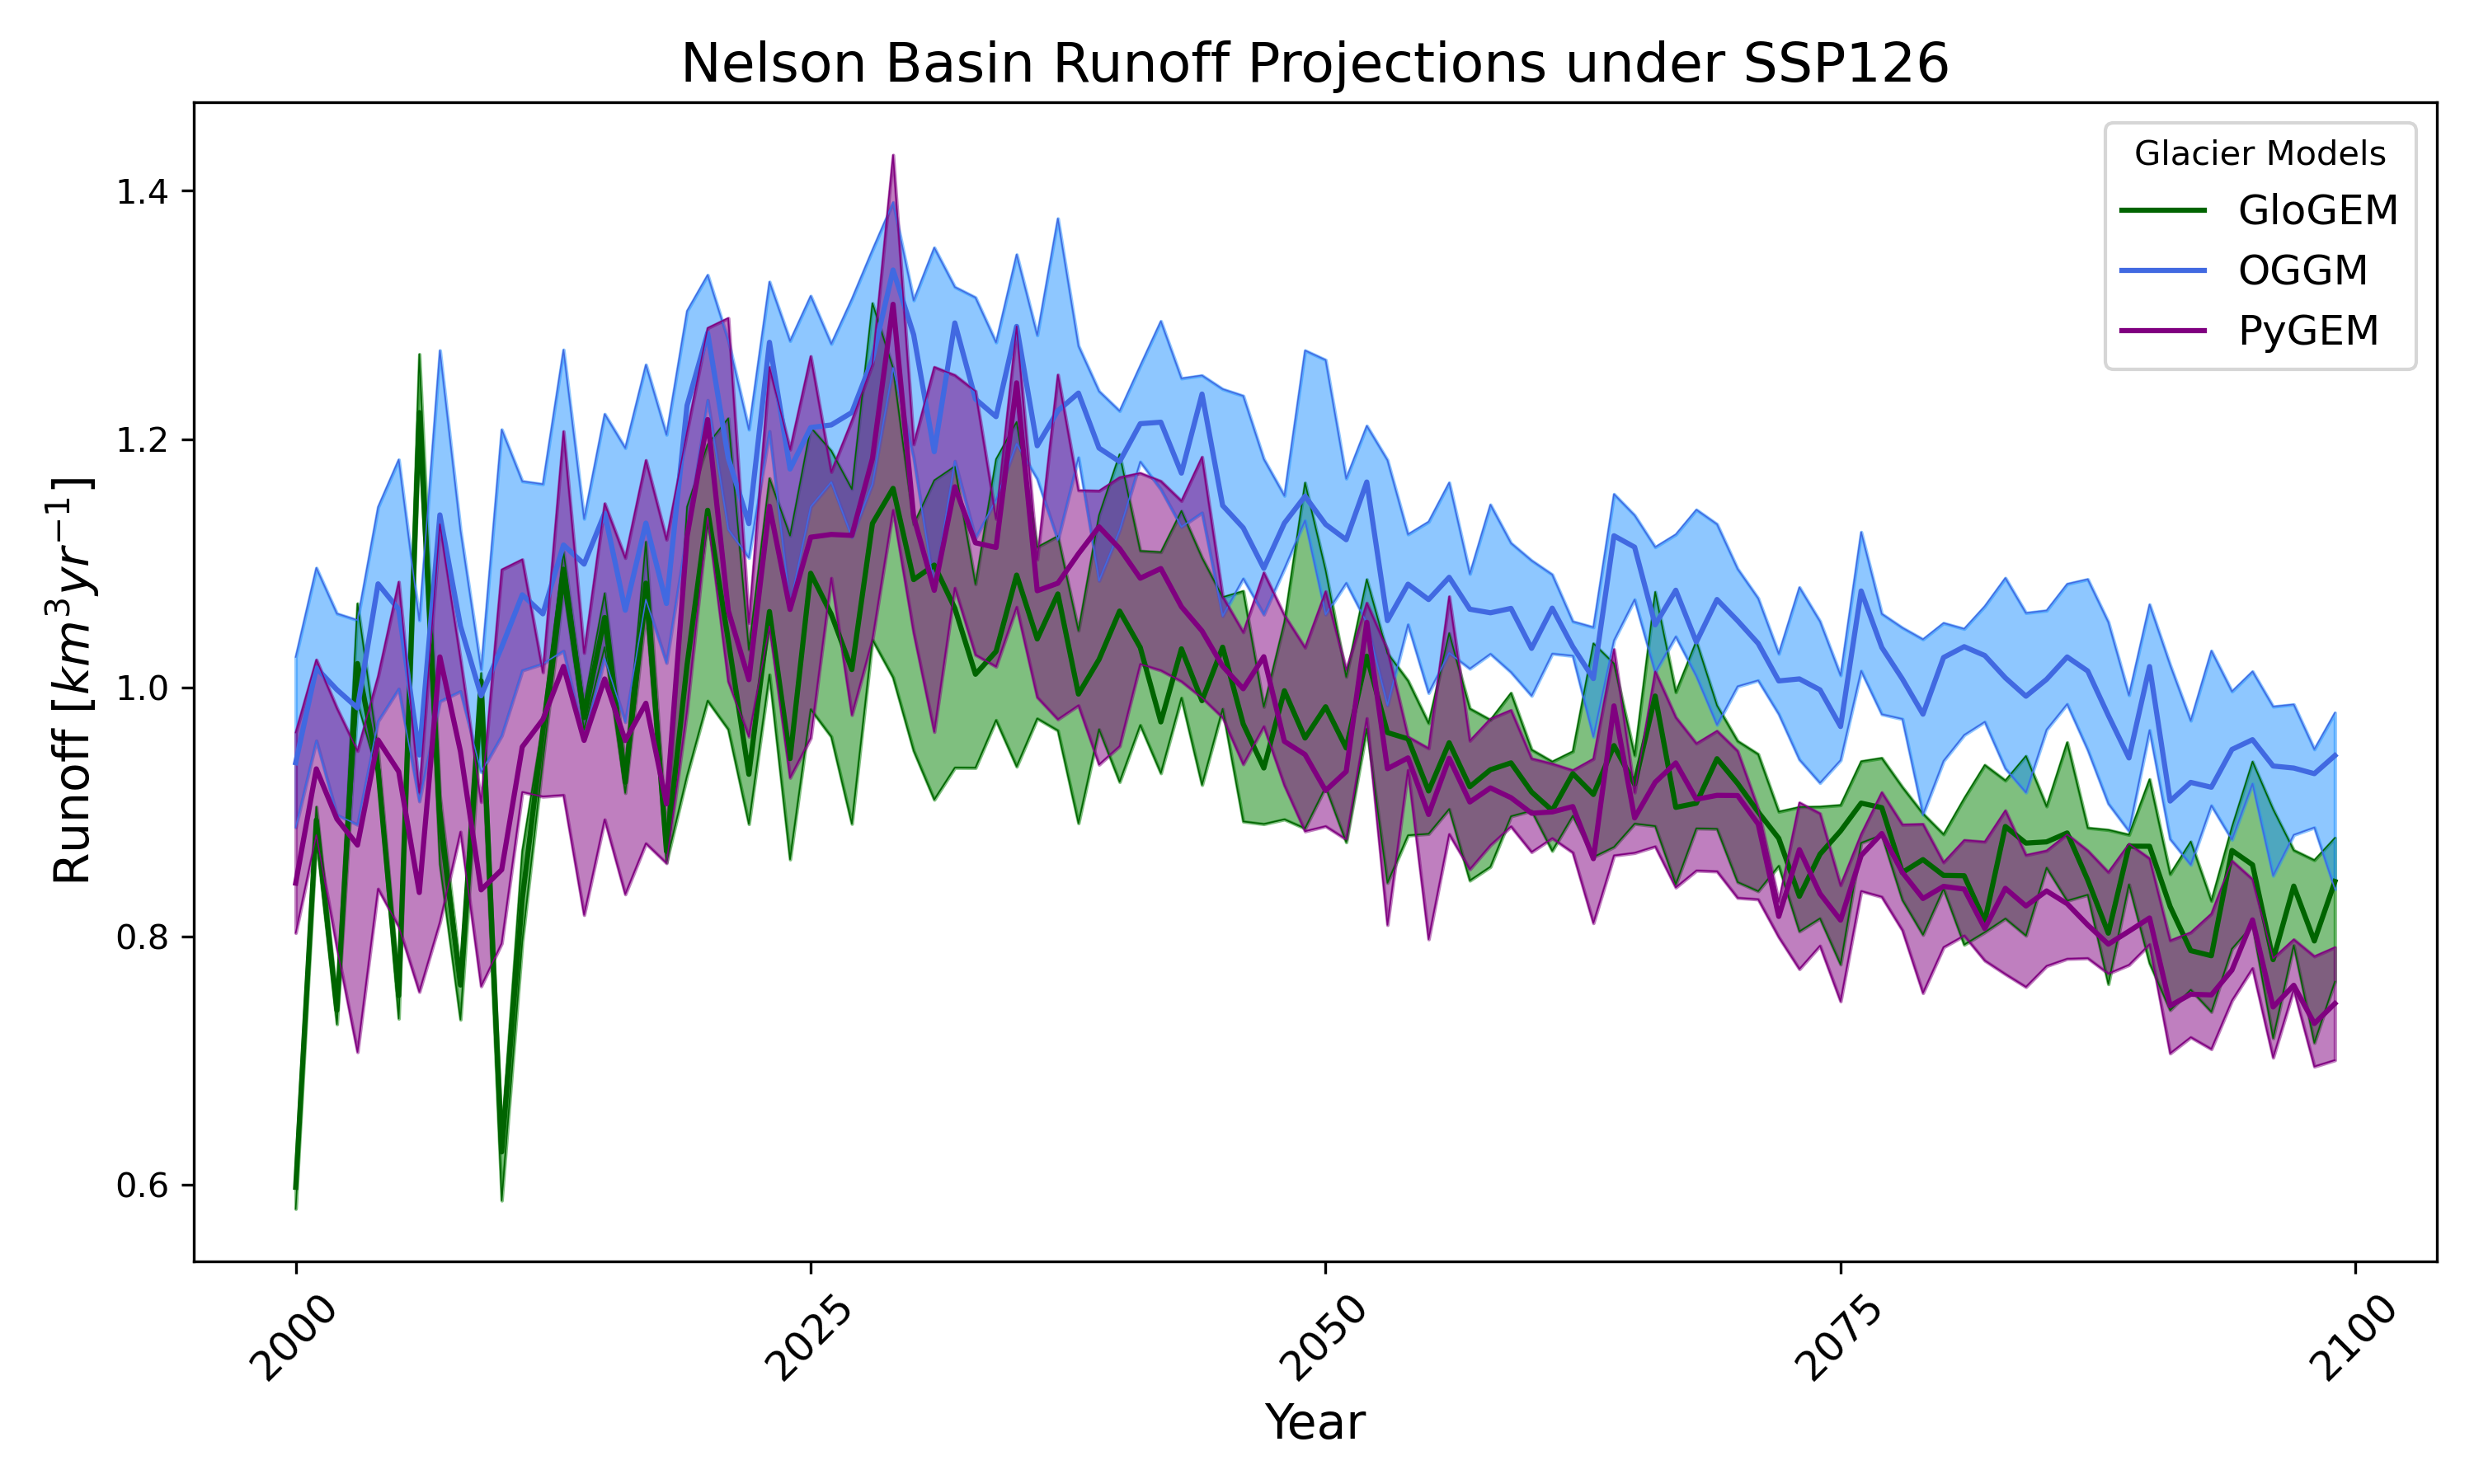 Nelson Basin Runoff Projections under SSP126
Glacier Models
GloGEM
OGGM
PyGEM
1.4
1.2
1.0
0.8
0.6
Runoff [km³yr⁻¹]
2000
2025
2050
2075
2100
Year